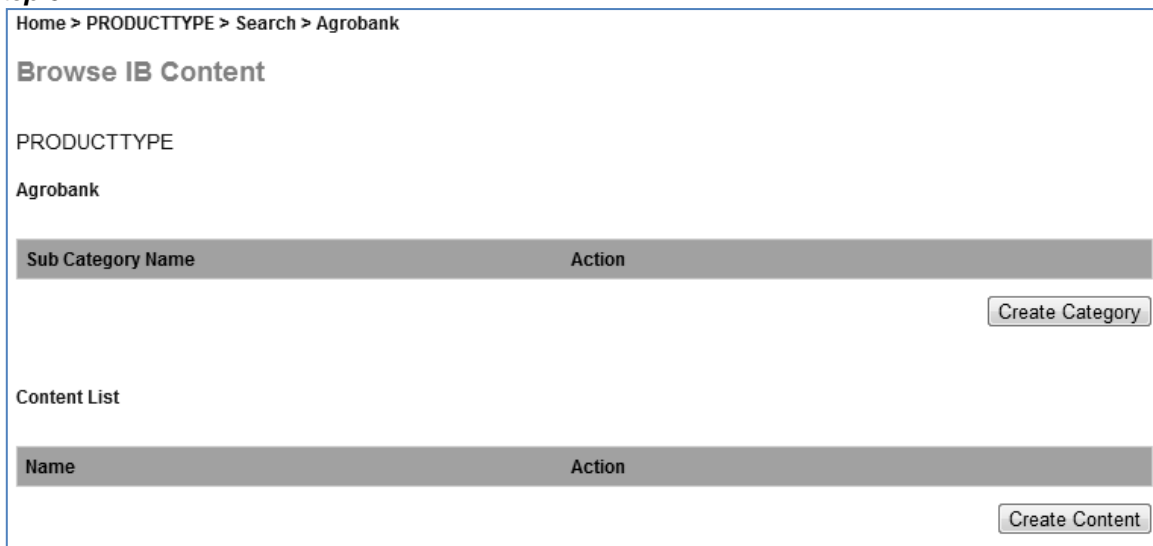 Home > PRODUCTTYPE > Search > Agrobank
Browse IB Content
PRODUCTTYPE
Agrobank
Sub Category Name Action
Create Category
Content List
Name Action
Create Content